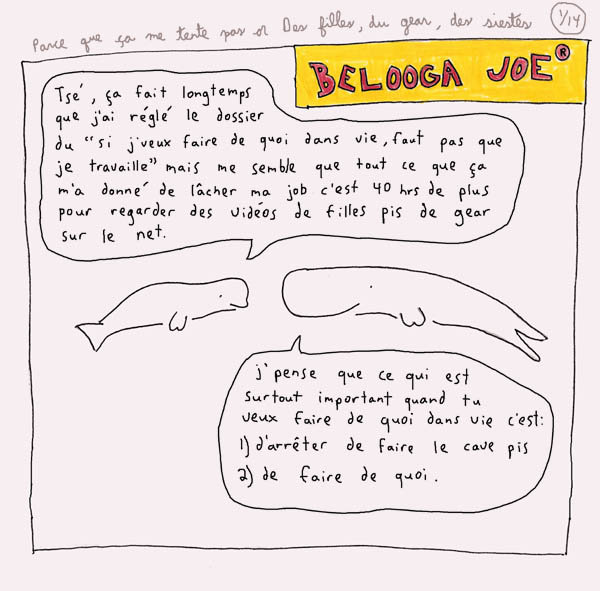 Parce que ça me tente pas or Des filles, du gear, des siestes
1/14
BELOOGA JOE®
Tsé, ça fait longtemps
que j'ai réglé le dossier
du "si j'veux faire de quoi dans vie, faut pas que
je travaille" mais me semble que tout ce que ça
m'a donné de lâcher ma job c'est 40 hrs de plus
pour regarder des vidéos de filles pis de gear
sur le net.
j'pense que ce qui est
surtout important quand tu
veux faire de quoi dans vie c'est:
1) d'arrêter de faire le cave pis
2) de faire de quoi.